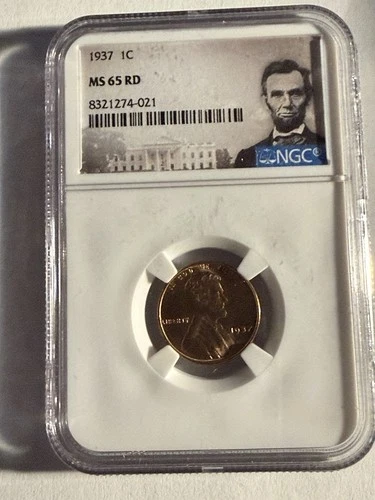 1937 1C
MS 65 RD
8321274-021
NGC®
LIBERTY
1937